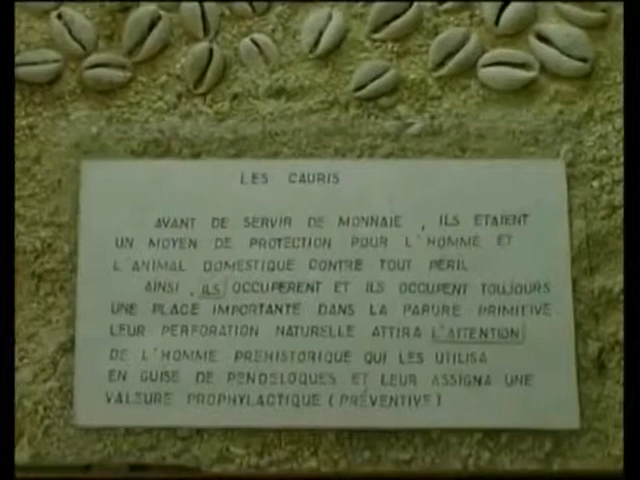 LES CAURIS
AVANT DE SERVIR DE MONNAIE , ILS ETAIENT
UN MOYEN DE PROTECTION POUR L'HOMME ET
L'ANIMAL DOMESTIQUE CONTRE TOUT PERIL
AINSI , ILS OCCUPERENT ET ILS OCCUPENT TOUJOURS
UNE PLACE IMPORTANTE DANS LA PARURE PRIMITIVE
LEUR PERFORATION NATURELLE ATTIRA L'ATTENTION
DE L'HOMME PREHISTORIQUE QUI LES UTILISA
EN GUISE DE PENDELOQUES ET LEUR ASSIGNA UNE
VALEURE PROPHYLACTIQUE (PRÉVENTIVE)